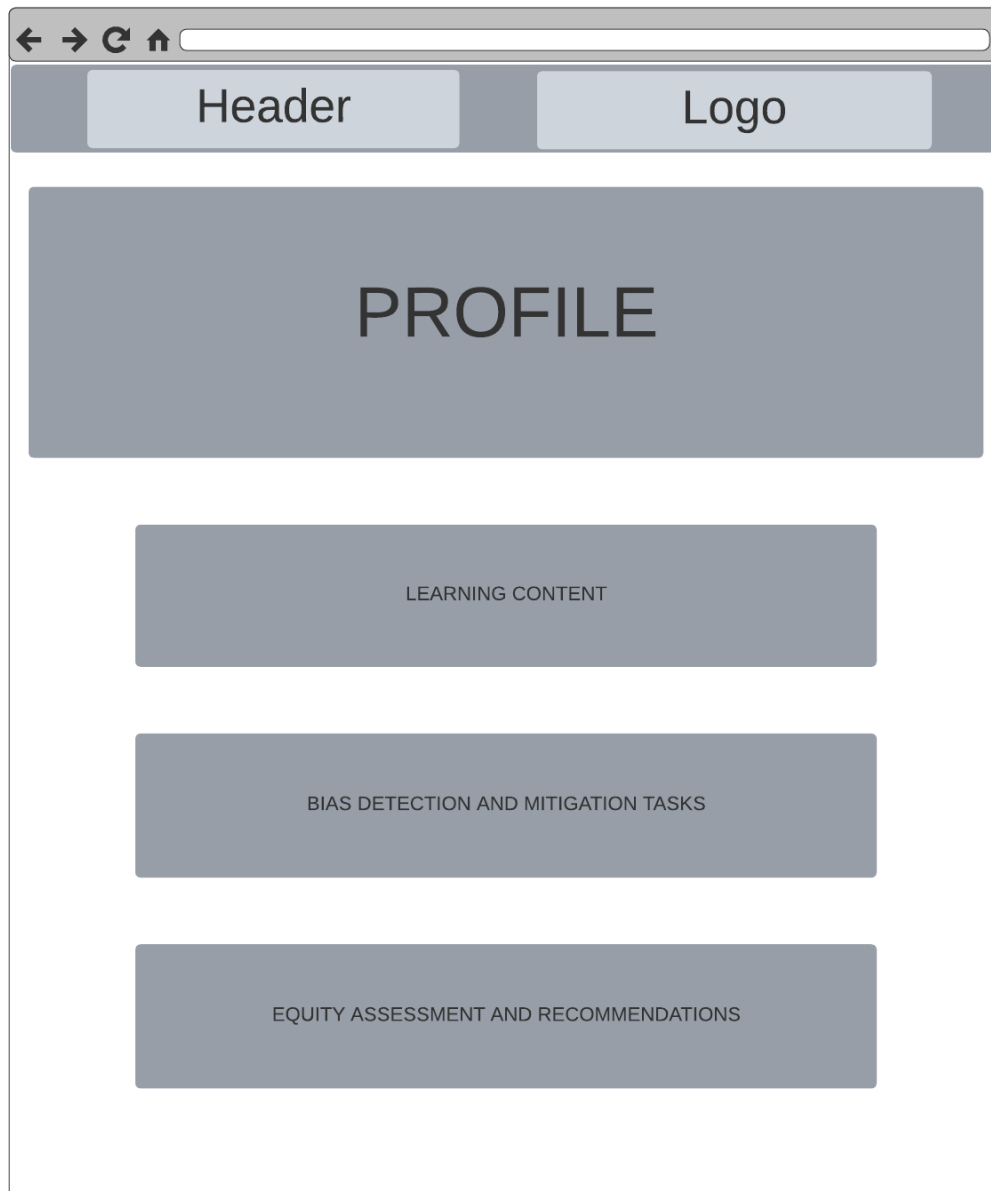 Header
Logo
PROFILE
LEARNING CONTENT
BIAS DETECTION AND MITIGATION TASKS
EQUITY ASSESSMENT AND RECOMMENDATIONS